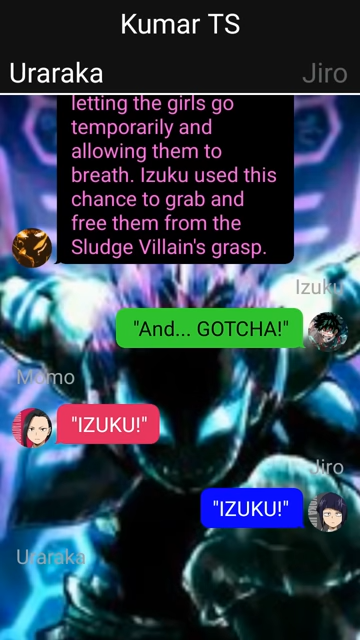 Kumar TS
Uraraka Jiro
letting the girls go
temporarily and
allowing them to
breath. Izuku used this
chance to grab and
free them from the
Sludge Villain's grasp.
Izuku
"And... GOTCHA!"
Momo
"IZUKU!"
Jiro
"IZUKU!"
Uraraka